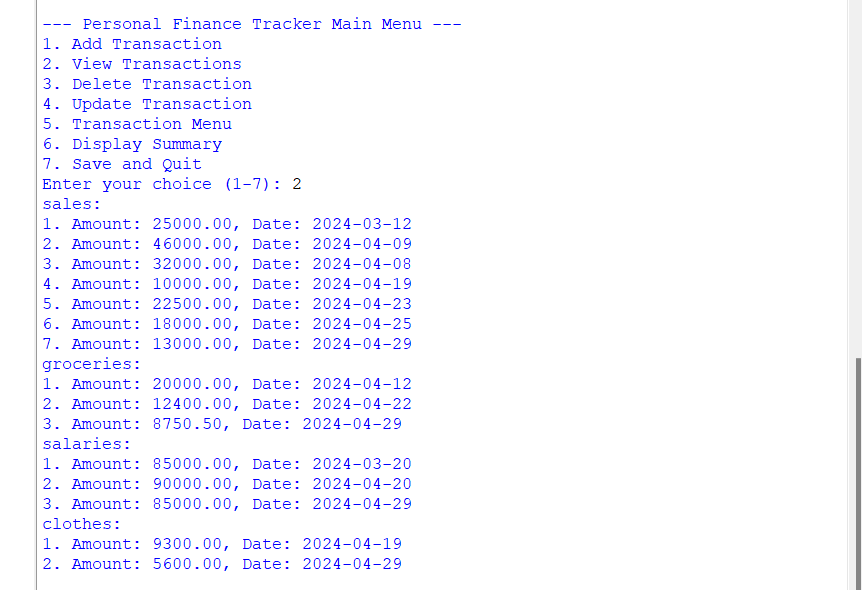 --- Personal Finance Tracker Main Menu ---
1. Add Transaction
2. View Transactions
3. Delete Transaction
4. Update Transaction
5. Transaction Menu
6. Display Summary
7. Save and Quit
Enter your choice (1-7): 2
sales:
1. Amount: 25000.00, Date: 2024-03-12
2. Amount: 46000.00, Date: 2024-04-09
3. Amount: 32000.00, Date: 2024-04-08
4. Amount: 10000.00, Date: 2024-04-19
5. Amount: 22500.00, Date: 2024-04-23
6. Amount: 18000.00, Date: 2024-04-25
7. Amount: 13000.00, Date: 2024-04-29
groceries:
1. Amount: 20000.00, Date: 2024-04-12
2. Amount: 12400.00, Date: 2024-04-22
3. Amount: 8750.50, Date: 2024-04-29
salaries:
1. Amount: 85000.00, Date: 2024-03-20
2. Amount: 90000.00, Date: 2024-04-20
3. Amount: 85000.00, Date: 2024-04-29
clothes:
1. Amount: 9300.00, Date: 2024-04-19
2. Amount: 5600.00, Date: 2024-04-29